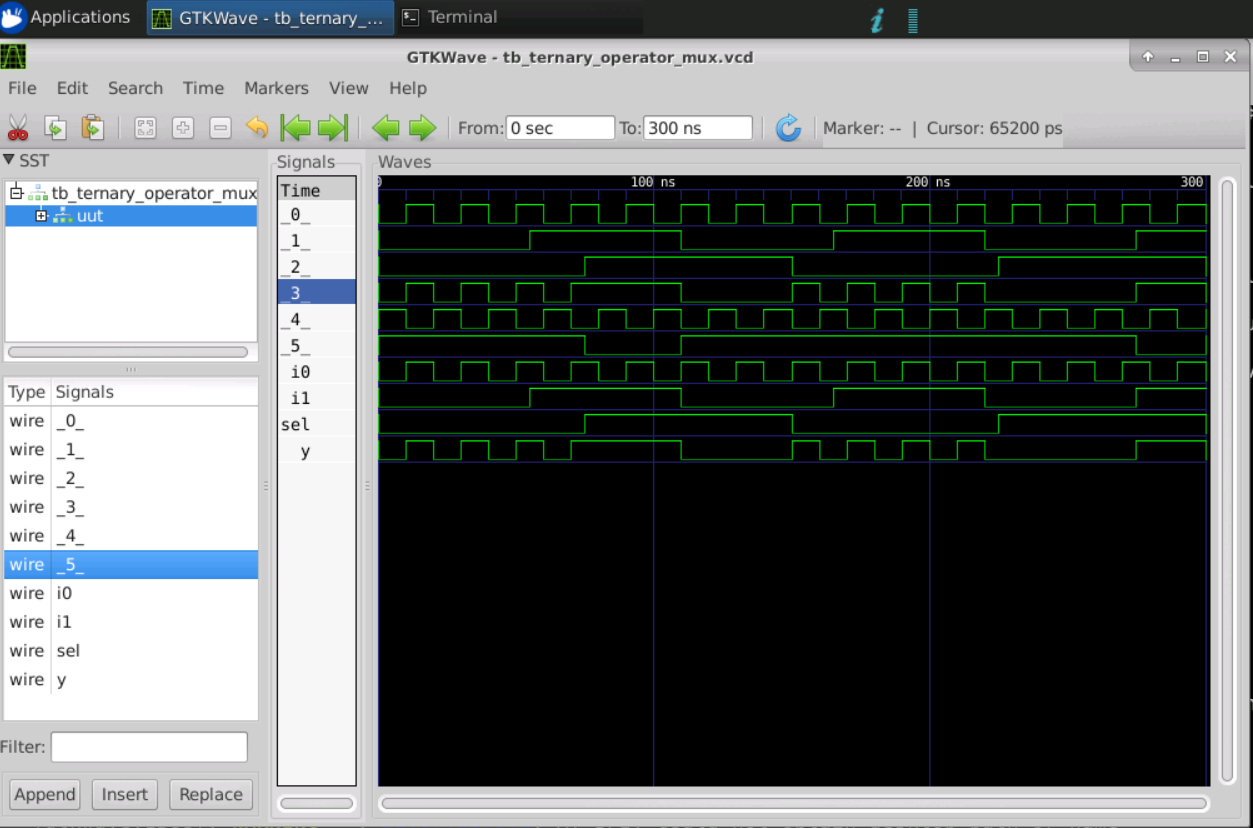 Applications GTKWave - tb_ternary_... Terminal
GTKWave - tb_ternary_operator_mux.vcd
File Edit Search Time Markers View Help
From: 0 sec To: 300 ns Marker: -- | Cursor: 65200 ps
SST
tb_ternary_operator_mux
uut
Type Signals
wire _0_
wire _1_
wire _2_
wire _3_
wire _4_
wire _5_
wire i0
wire i1
wire sel
wire y
Filter:
Append Insert Replace
Signals
Time
_0_
_1_
_2_
_3_
_4_
_5_
i0
i1
sel
y
Waves
0 100 ns 200 ns 300